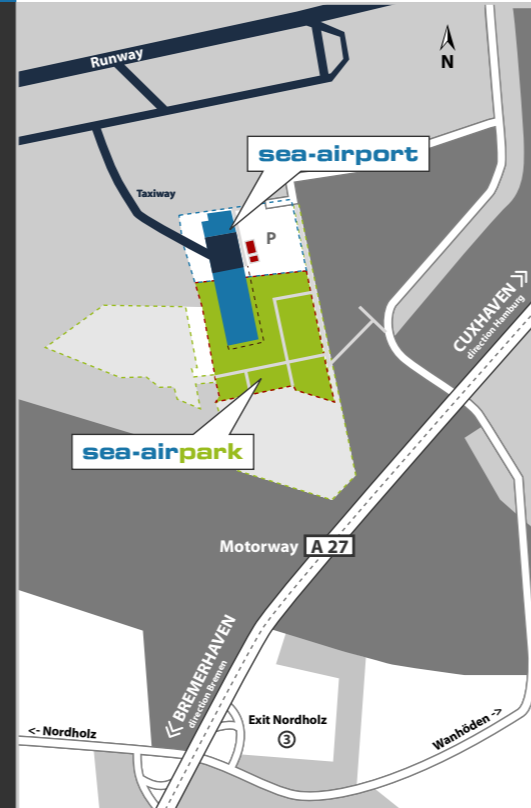 Runway
N
sea-airport
Taxiway
P
CUXHAVEN >>
direction Hamburg
sea-airpark
Motorway A 27
<< BREMERHAVEN
direction Bremen
Exit Nordholz
3
<- Nordholz
Wanhöden ->